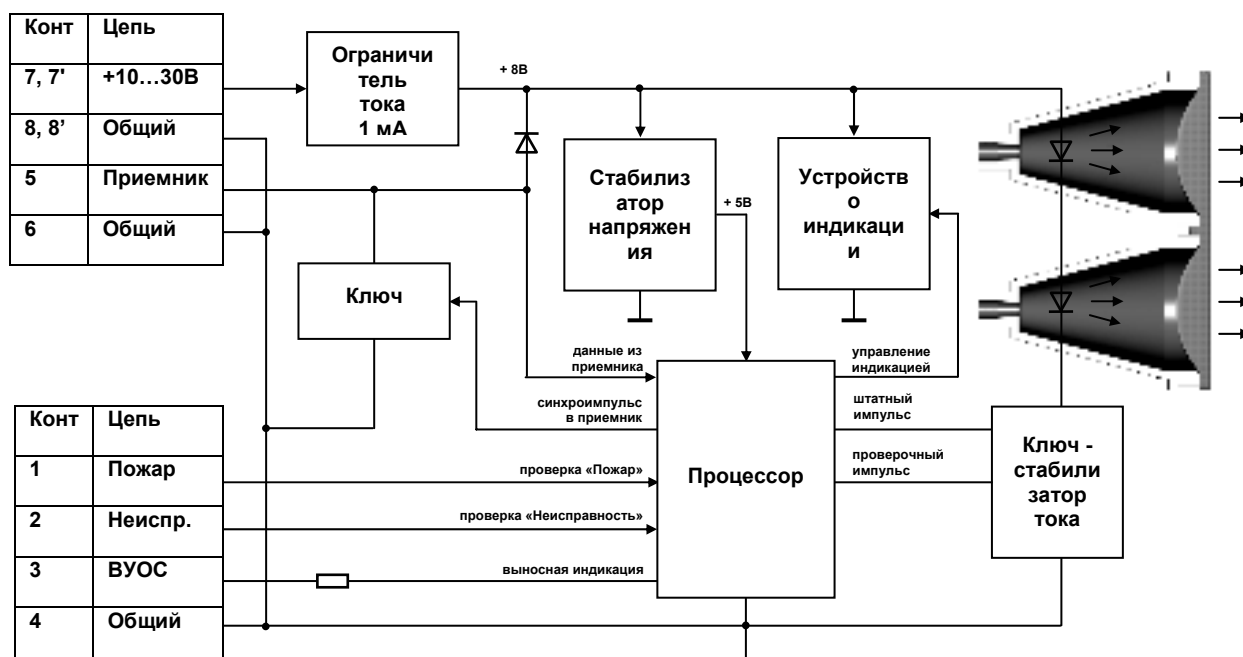 Конт Цепь
7, 7' +10…30В
8, 8’ Общий
5 Приемник
6 Общий
Ограничи
тель
тока
1 мА
+ 8В
Стабилиз
атор
напряжен
ия
+ 5В
Устройств
о
индикаци
и
Ключ
данные из
приемника
синхроимпульс
в приемник
проверка «Пожар»
проверка «Неисправность»
выносная индикация
Процессор
управление
индикацией
штатный
импульс
проверочный
импульс
Ключ -
стабили
затор
тока
Конт Цепь
1 Пожар
2 Неиспр.
3 ВУОС
4 Общий